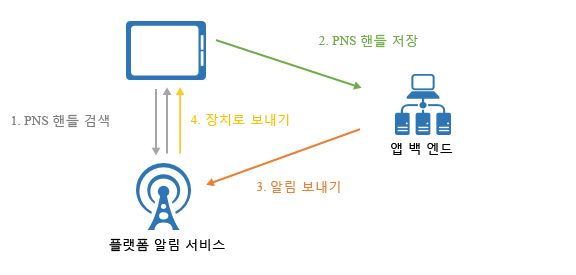 2. PNS 핸들 저장
1. PNS 핸들 검색
4. 장치로 보내기
앱 백 엔드
3. 알림 보내기
플랫폼 알림 서비스